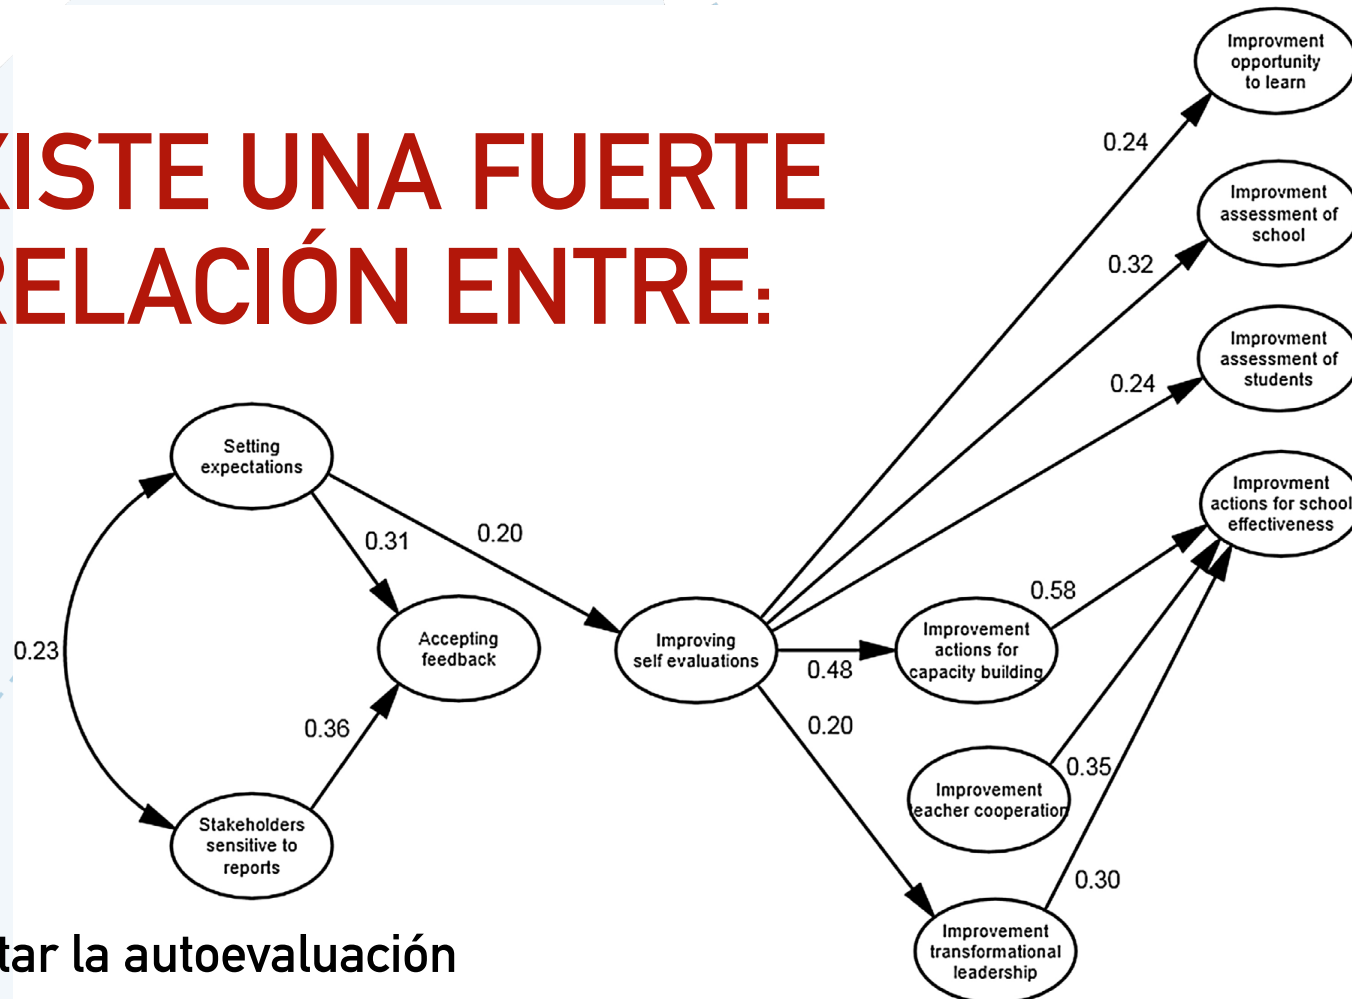 XISTE UNA FUERTE
RELACIÓN ENTRE:
Improvment
opportunity
to learn
0.24
Improvment
assessment of
school
0.32
Improvment
assessment of
students
0.24
Setting
expectations
Improvment
actions for school
effectiveness
0.31
0.20
0.58
0.23
Accepting
feedback
Improving
self evaluations
0.48
Improvement
actions for
capacity building
0.36
0.20
0.35
Improvement
eacher cooperation
Stakeholders
sensitive to
reports
0.30
Improvement
transformational
leadership
tar la autoevaluación